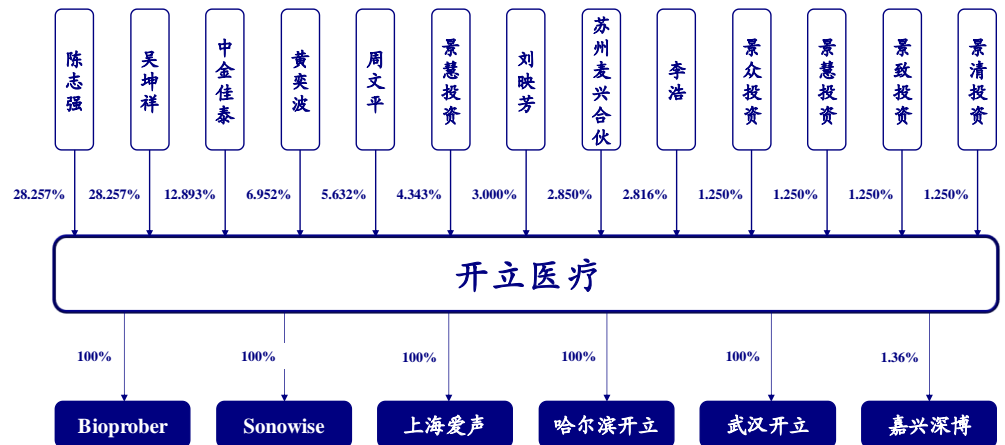 陈志强
吴坤祥
中金佳泰
黄奕波
周文平
景慧投资
刘映芳
苏州麦兴合伙
李浩
景众投资
景慧投资
景致投资
景清投资
28.257%
28.257%
12.893%
6.952%
5.632%
4.343%
3.000%
2.850%
2.816%
1.250%
1.250%
1.250%
1.250%
开立医疗
100%
100%
100%
100%
100%
1.36%
Bioprober
Sonowise
上海爱声
哈尔滨开立
武汉开立
嘉兴深博